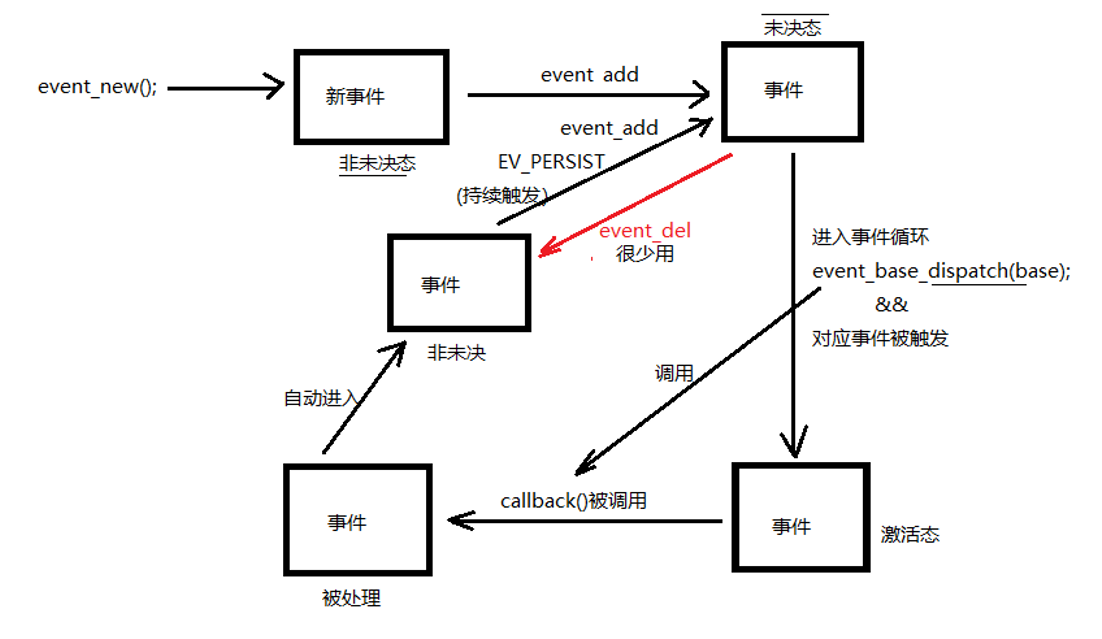 未决态
event_new();
新事件
event add
事件
非未决态
event_add
EV_PERSIST
(持续触发)
event_del
很少用
进入事件循环
event_base_dispatch(base);
&&
对应事件被触发
事件
非未决
调用
自动进入
callback()被调用
事件
被处理
事件
激活态